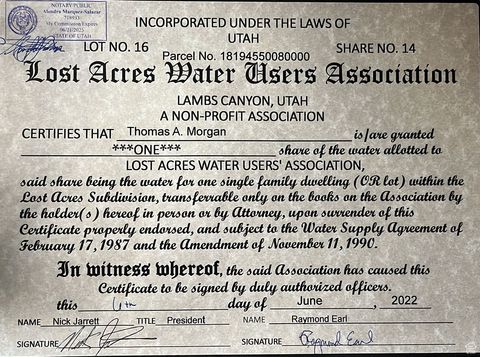 NOTARY PUBLIC
Alondra Marquez-Salazar
718933
My Commission Expires
06/21/2025
STATE OF UTAH
INCORPORATED UNDER THE LAWS OF
UTAH
LOT NO. 16
SHARE NO. 14
Parcel No. 18194550080000
Lost Acres Water Users Association
LAMBS CANYON, UTAH
A NON-PROFIT ASSOCIATION
CERTIFIES THAT Thomas A. Morgan is/are granted
***ONE*** share of the water allotted to
LOST ACRES WATER USERS' ASSOCIATION,
said share being the water for one single family dwelling (OR lot) within the
Lost Acres Subdivision, transferrable only on the books on the Association by
the holder(s) hereof in person or by Attorney, upon surrender of this
Certificate properly endorsed, and subject to the Water Supply Agreement of
February 17, 1987 and the Amendment of November 11, 1990.
In witness whereof, the said Association has caused this
Certificate to be signed by duly authorized officers.
this day of June , 2022
NAME Nick Jarrett TITLE President NAME Raymond Earl
SIGNATURE SIGNATURE Raymond Earl